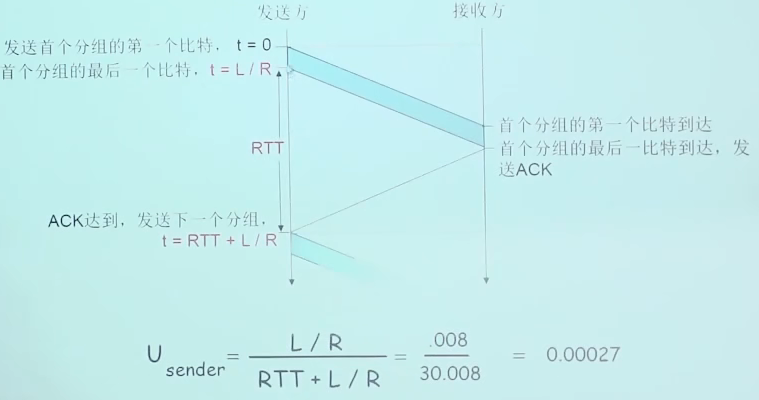 发送方
接收方
发送首个分组的第一个比特，t = 0
首个分组的最后一个比特，t = L / R
首个分组的第一个比特到达
RTT
首个分组的最后一比特到达，发
送ACK
ACK达到，发送下一个分组，
t = RTT + L / R
U sender = L / R / RTT + L / R = .008 / 30.008 = 0.00027